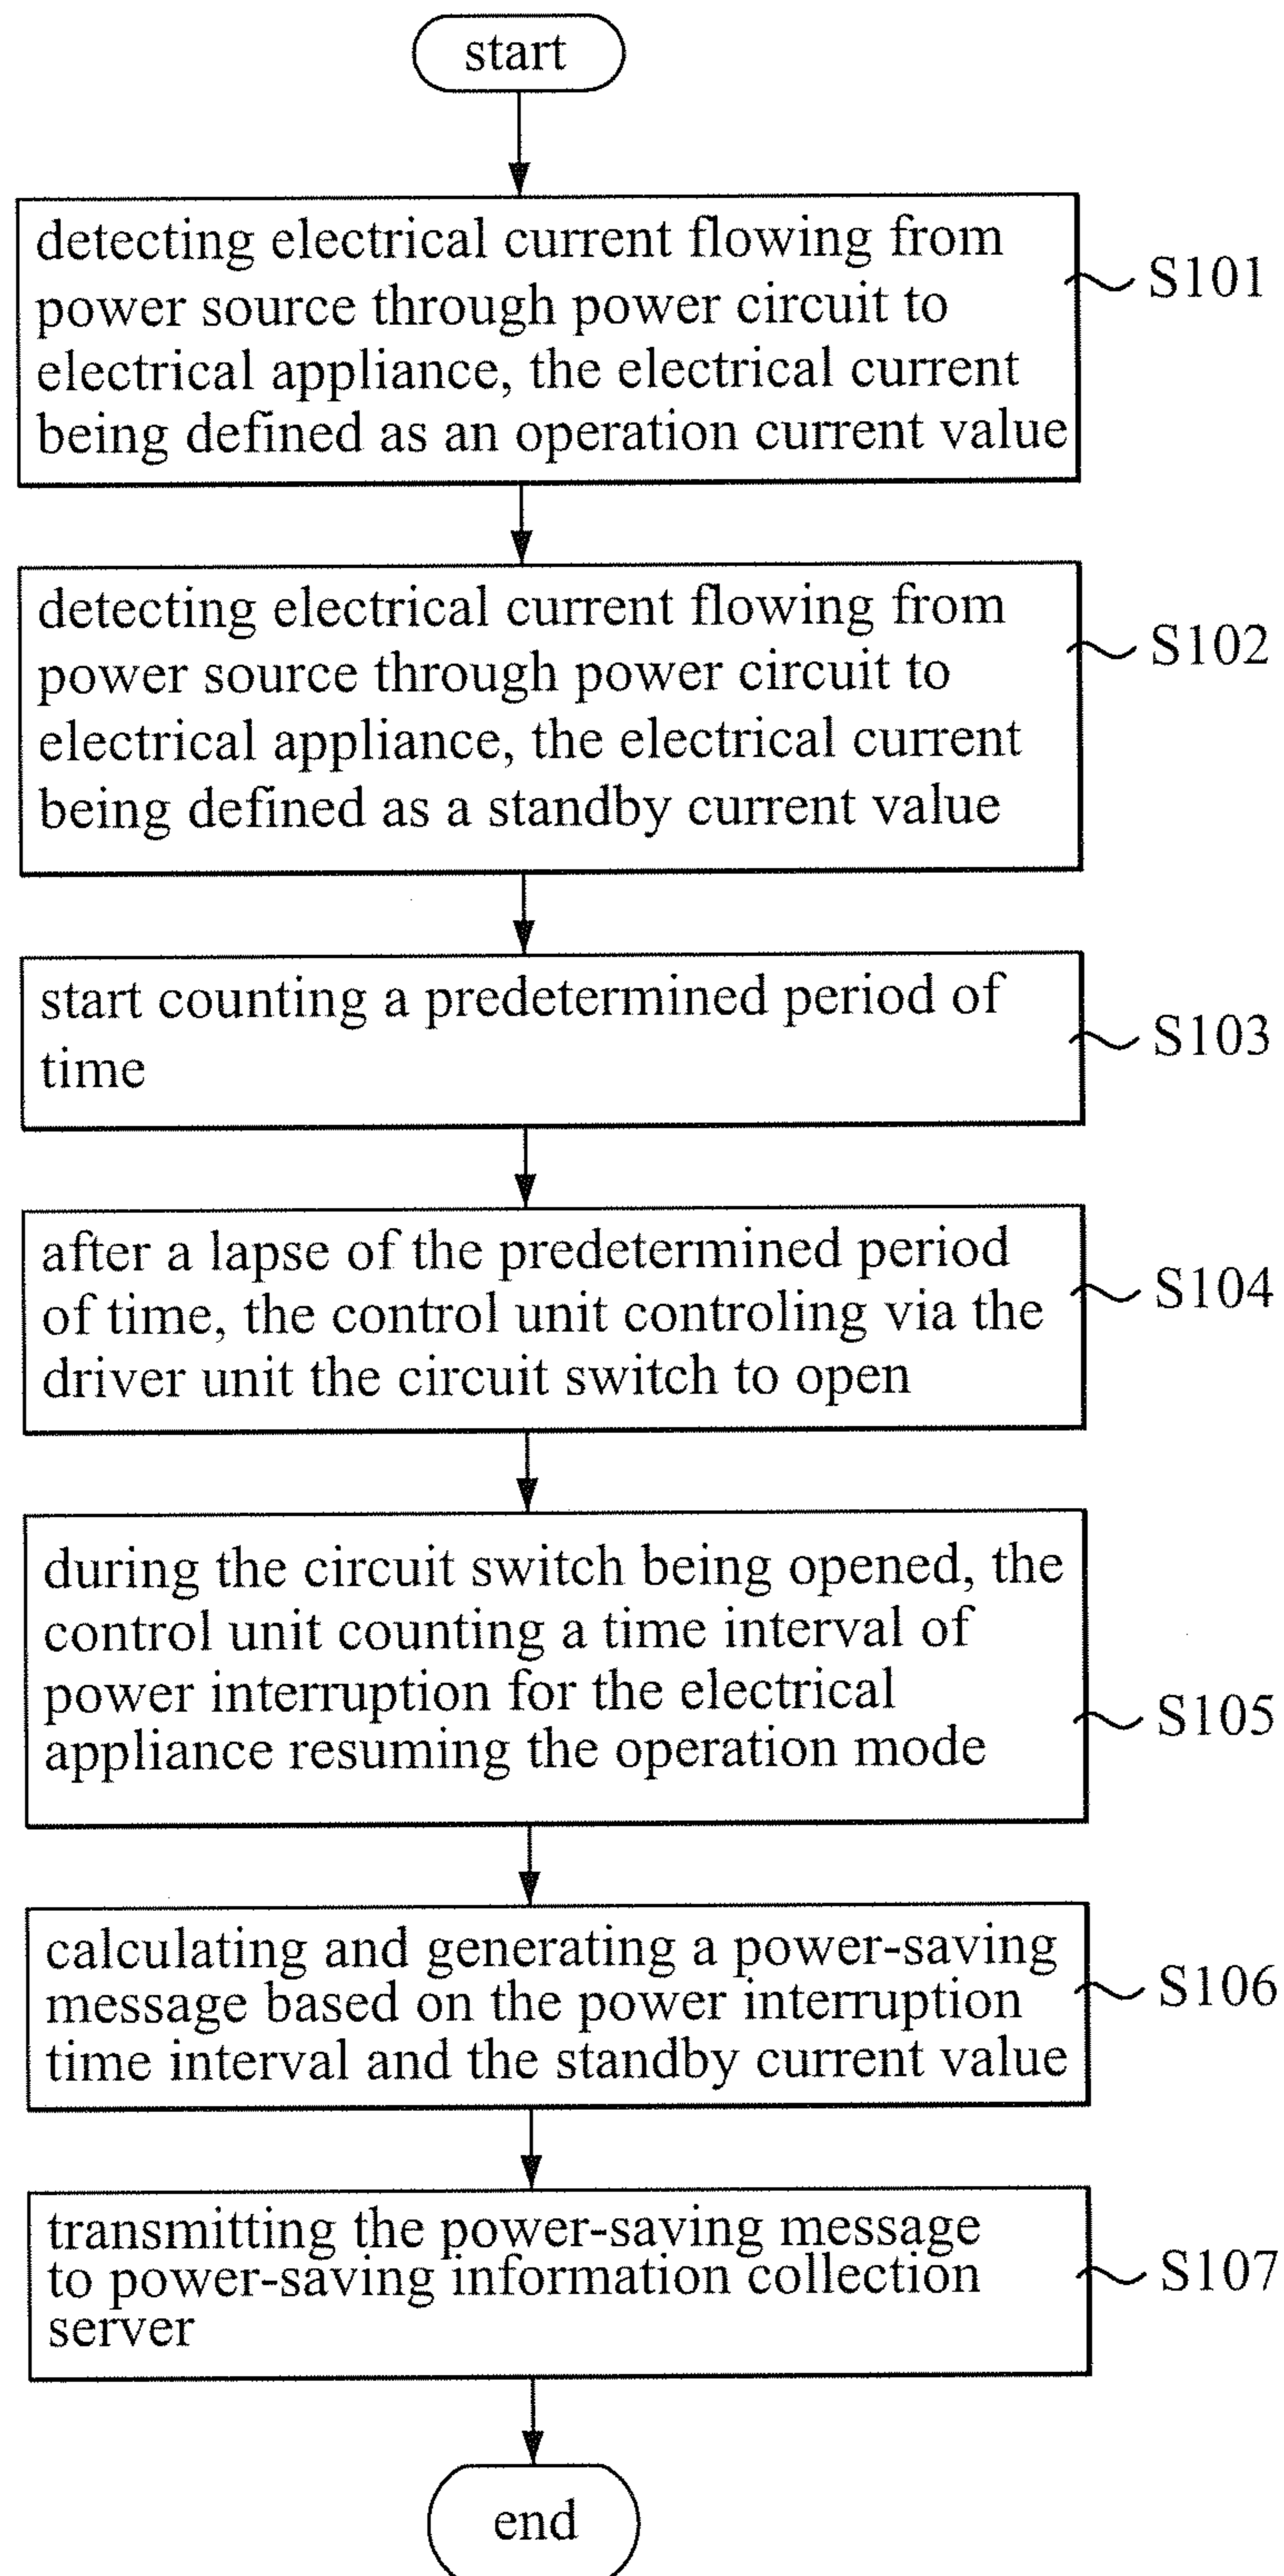 start
detecting electrical current flowing from
power source through power circuit to
electrical appliance, the electrical current
being defined as an operation current value
S101
detecting electrical current flowing from
power source through power circuit to
electrical appliance, the electrical current
being defined as a standby current value
S102
start counting a predetermined period of
time
S103
after a lapse of the predetermined period
of time, the control unit controling via the
driver unit the circuit switch to open
S104
during the circuit switch being opened, the
control unit counting a time interval of
power interruption for the electrical
appliance resuming the operation mode
S105
calculating and generating a power-saving
message based on the power interruption
time interval and the standby current value
S106
transmitting the power-saving message
to power-saving information collection
server
S107
end